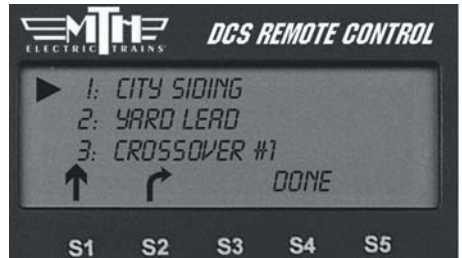 MTH
ELECTRIC TRAINS®
DCS REMOTE CONTROL
1: CITY SIDING
2: YARD LEAD
3: CROSSOVER #1
DONE
S1 S2 S3 S4 S5